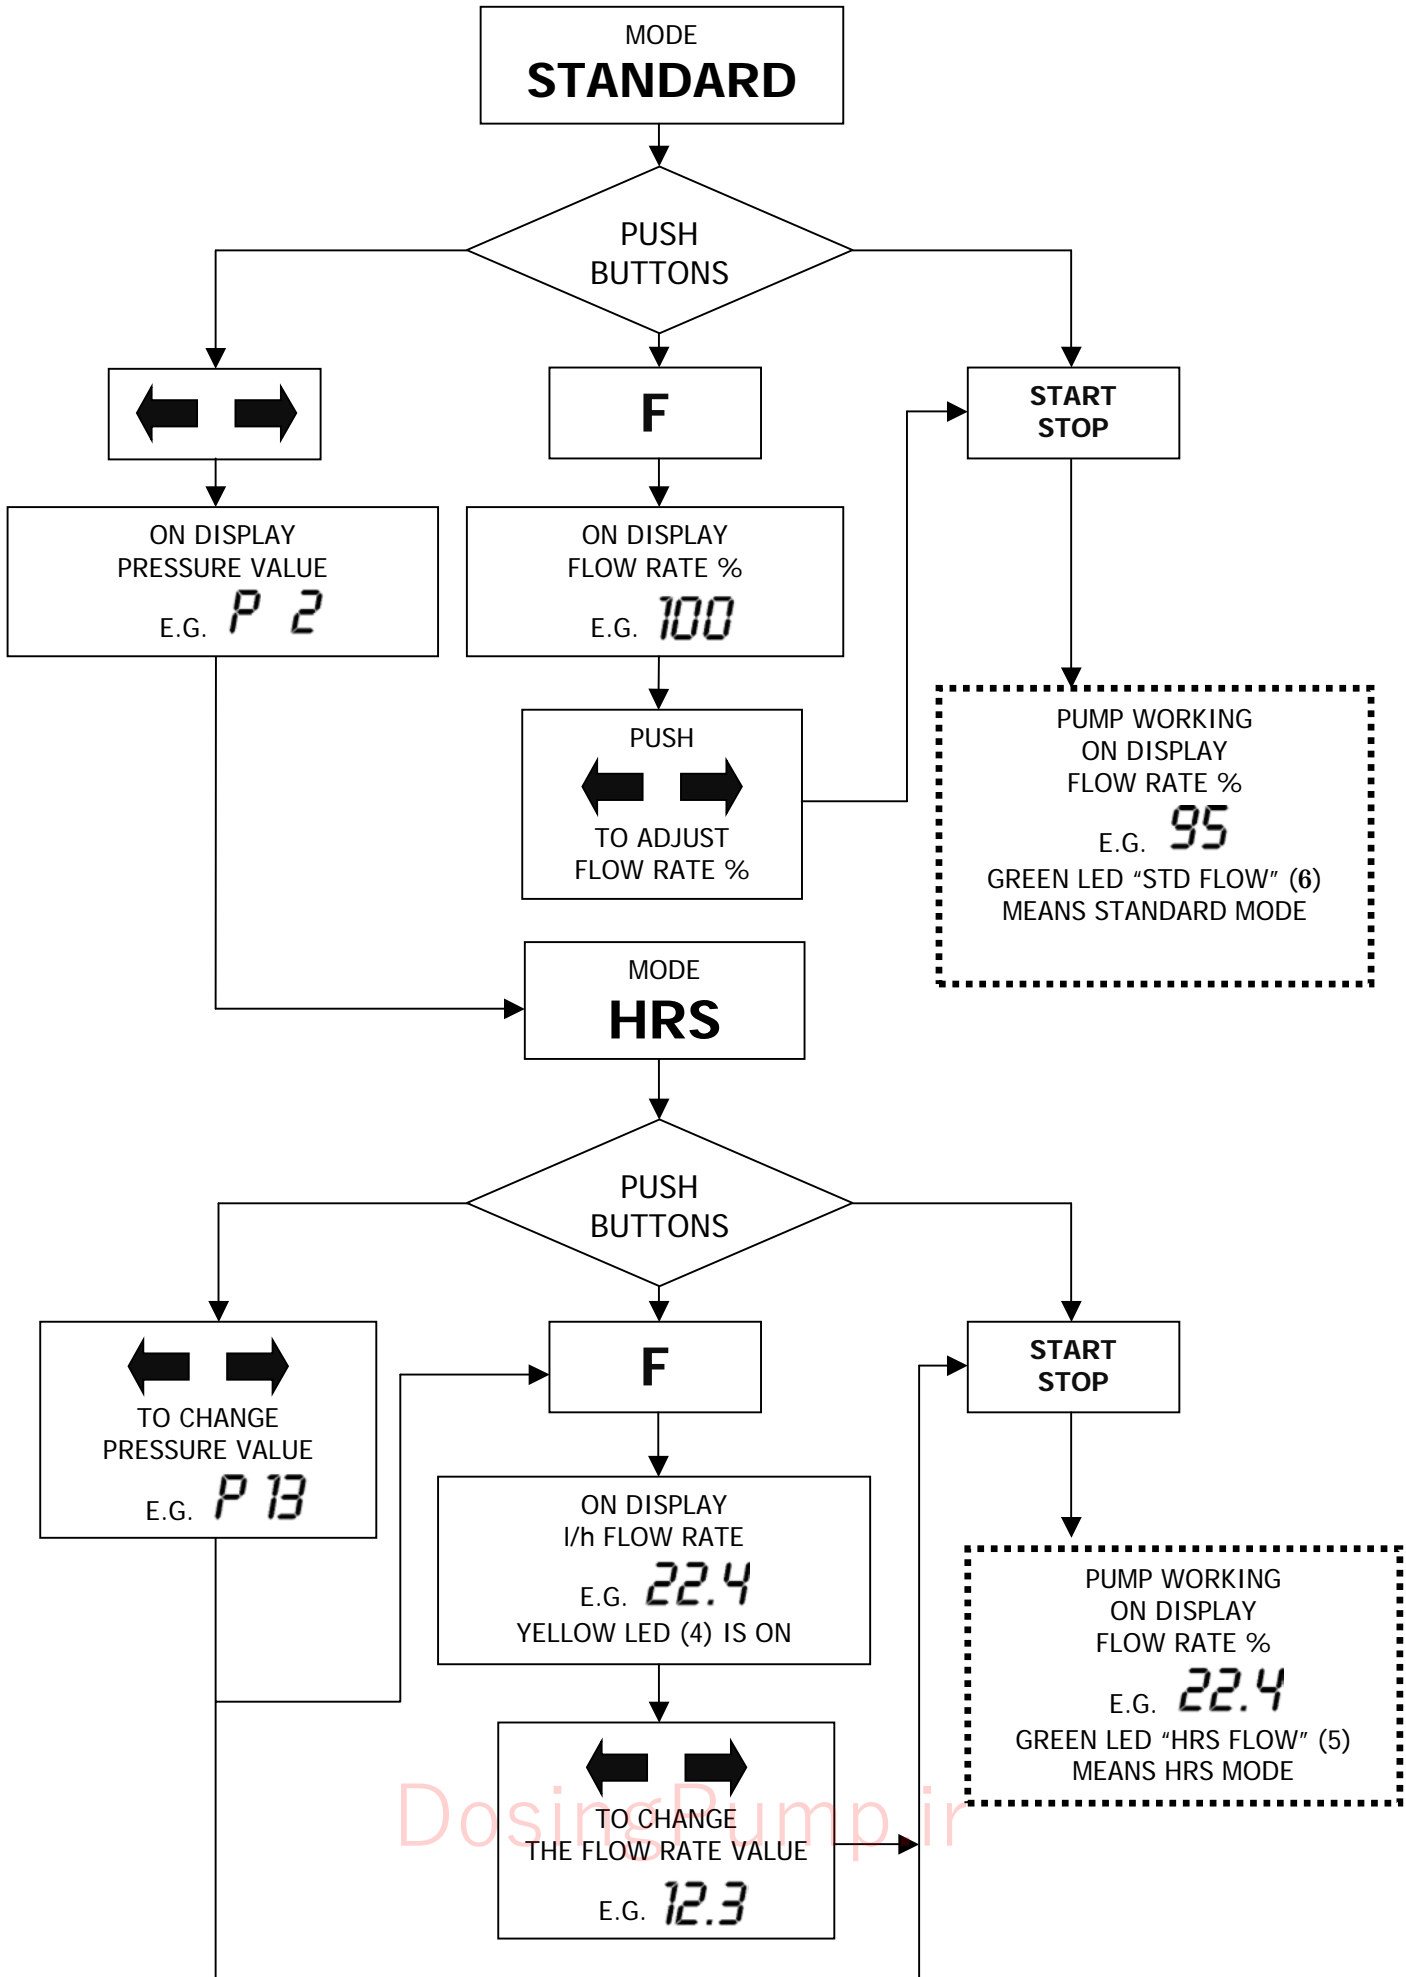 MODE
STANDARD
PUSH
BUTTONS
F
START
STOP
ON DISPLAY
PRESSURE VALUE
E.G. P 2
ON DISPLAY
FLOW RATE %
E.G. 100
PUSH
TO ADJUST
FLOW RATE %
PUMP WORKING
ON DISPLAY
FLOW RATE %
E.G. 95
GREEN LED “STD FLOW” (6)
MEANS STANDARD MODE
MODE
HRS
PUSH
BUTTONS
TO CHANGE
PRESSURE VALUE
E.G. P 13
F
START
STOP
ON DISPLAY
l/h FLOW RATE
E.G. 22.4
YELLOW LED (4) IS ON
PUMP WORKING
ON DISPLAY
FLOW RATE %
E.G. 22.4
GREEN LED “HRS FLOW” (5)
MEANS HRS MODE
TO CHANGE
THE FLOW RATE VALUE
E.G. 12.3
DosingPump.ir